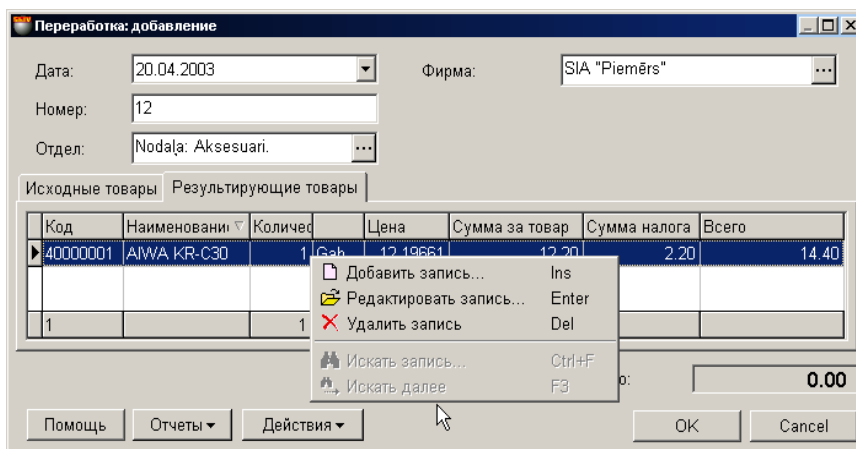 Переработка: добавление
Дата: 20.04.2003 Фирма: SIA "Piemērs" ...
Номер: 12
Отдел: Nodaļa: Aksesuari. ...
Исходные товары Результирующие товары
Код Наименовани Количес Цена Сумма за товар Сумма налога Всего
40000001 AIWA KR-C30 1 Gab 12.19661 12.20 2.20 14.40
Добавить запись... Ins
Редактировать запись... Enter
Удалить запись Del
1 1
Искать запись... Ctrl+F
Искать далее F3
о: 0.00
Помощь Отчеты Действия OK Cancel